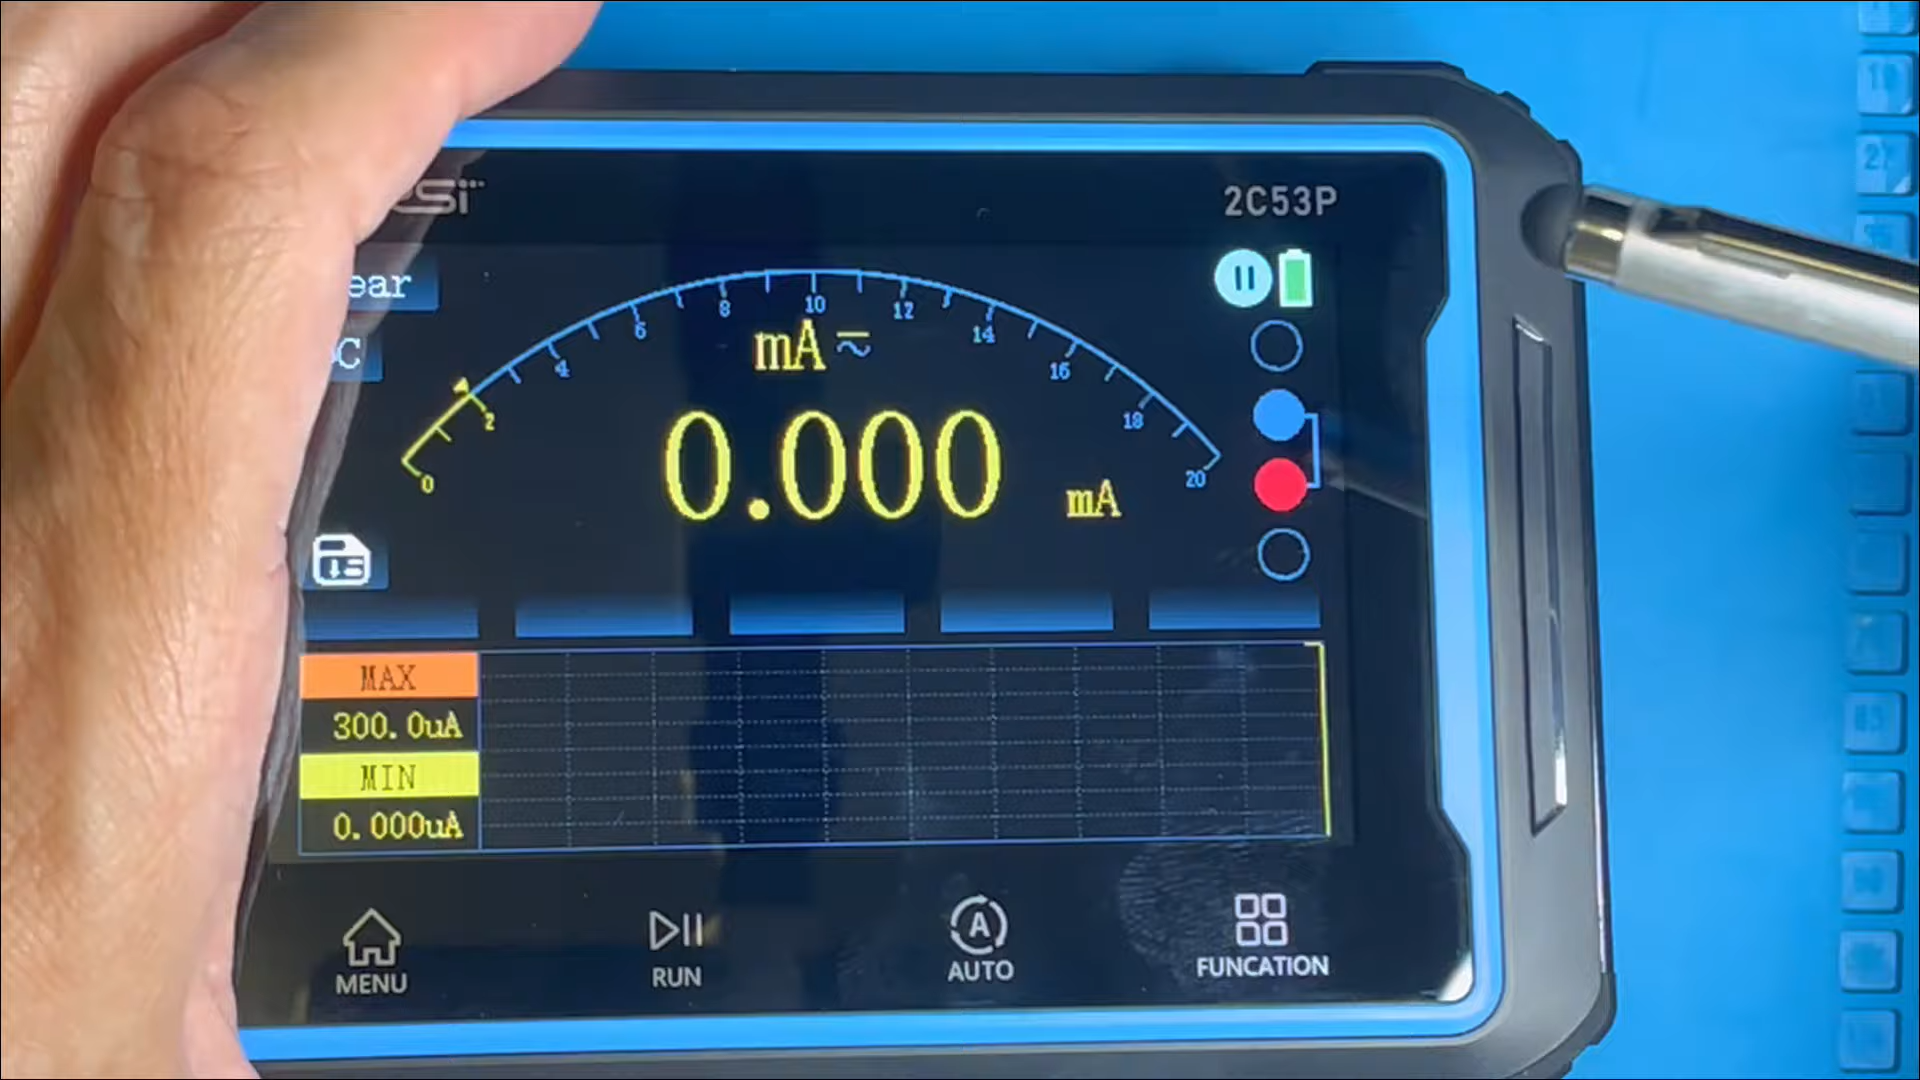 2C53P
0 2 4 6 8 10 12 14 16 18 20
mA
0.000 mA
MAX
300.0uA
MIN
0.000uA
MENU
RUN
A
AUTO
FUNCATION